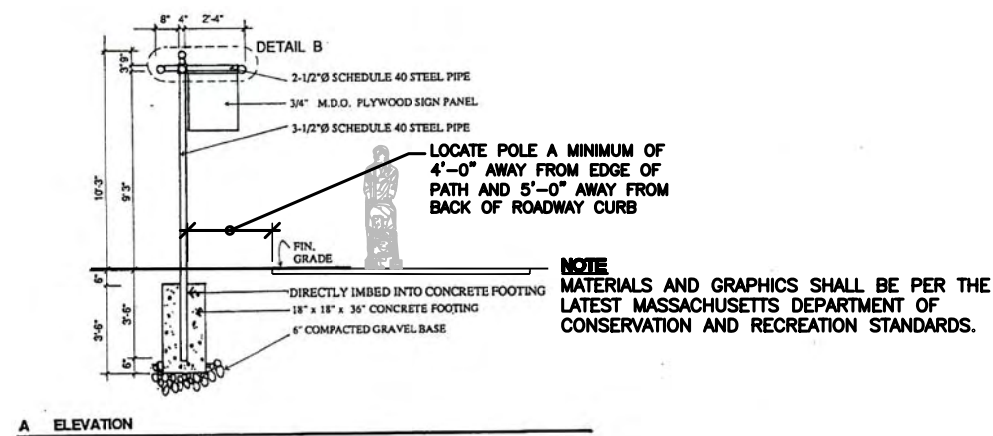 8" 4" 2'-4"
DETAIL B
3" 9"
2-1/2"Ø SCHEDULE 40 STEEL PIPE
3/4" M.D.O. PLYWOOD SIGN PANEL
3-1/2"Ø SCHEDULE 40 STEEL PIPE
LOCATE POLE A MINIMUM OF
4'-0" AWAY FROM EDGE OF
PATH AND 5'-0" AWAY FROM
BACK OF ROADWAY CURB
10'-3"
9' 3"
FIN.
GRADE
NOTE
MATERIALS AND GRAPHICS SHALL BE PER THE
LATEST MASSACHUSETTS DEPARTMENT OF
CONSERVATION AND RECREATION STANDARDS.
6"
DIRECTLY IMBED INTO CONCRETE FOOTING
18" x 18" x 36" CONCRETE FOOTING
6" COMPACTED GRAVEL BASE
3'-6"
3'-6"
6"
A ELEVATION